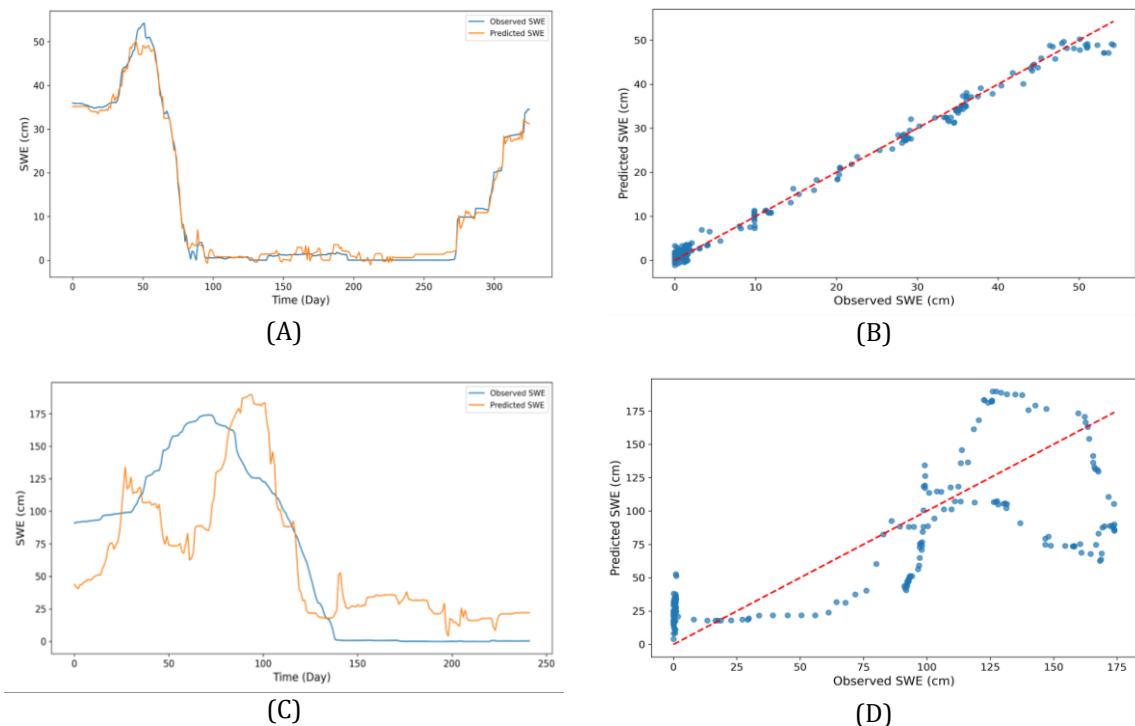 Observed SWE
Predicted SWE
SWE (cm)
50
40
30
20
10
0
0 50 100 150 200 250 300
Time (Day)
(A)
Predicted SWE (cm)
50
40
30
20
10
0
0 10 20 30 40 50
Observed SWE (cm)
(B)
Observed SWE
Predicted SWE
SWE (cm)
175
150
125
100
75
50
25
0
0 50 100 150 200 250
Time (Day)
(C)
Predicted SWE (cm)
175
150
125
100
75
50
25
0
0 25 50 75 100 125 150 175
Observed SWE (cm)
(D)